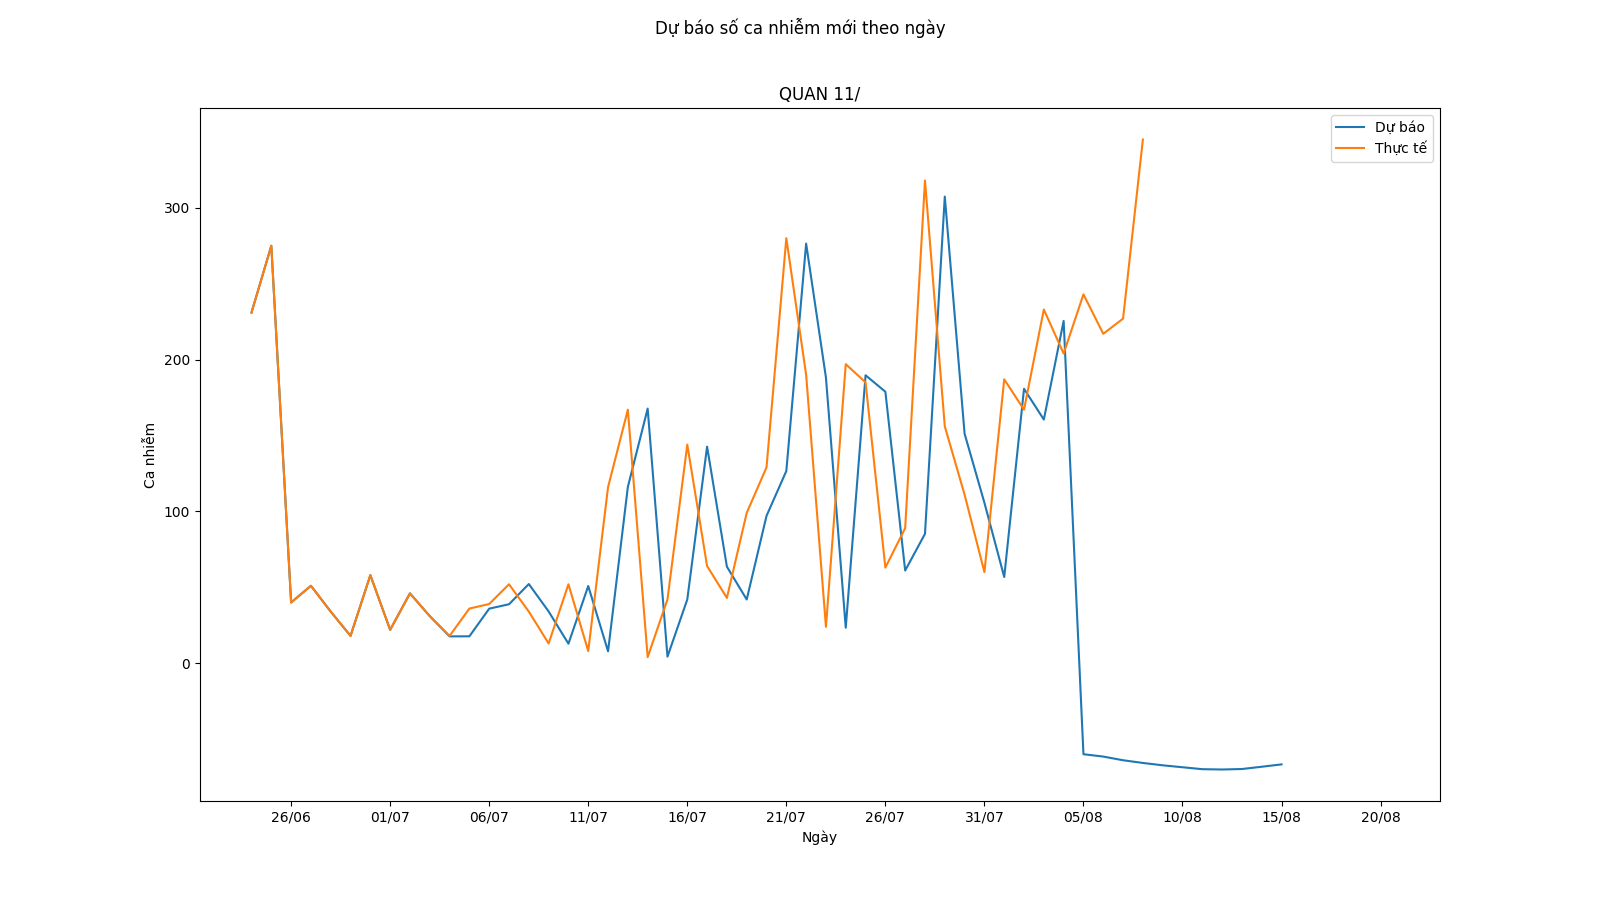 Dự báo số ca nhiễm mới theo ngày
QUAN 11/
Dự báo
Thực tế
Ca nhiễm
300
200
100
0
26/06 01/07 06/07 11/07 16/07 21/07 26/07 31/07 05/08 10/08 15/08 20/08
Ngày